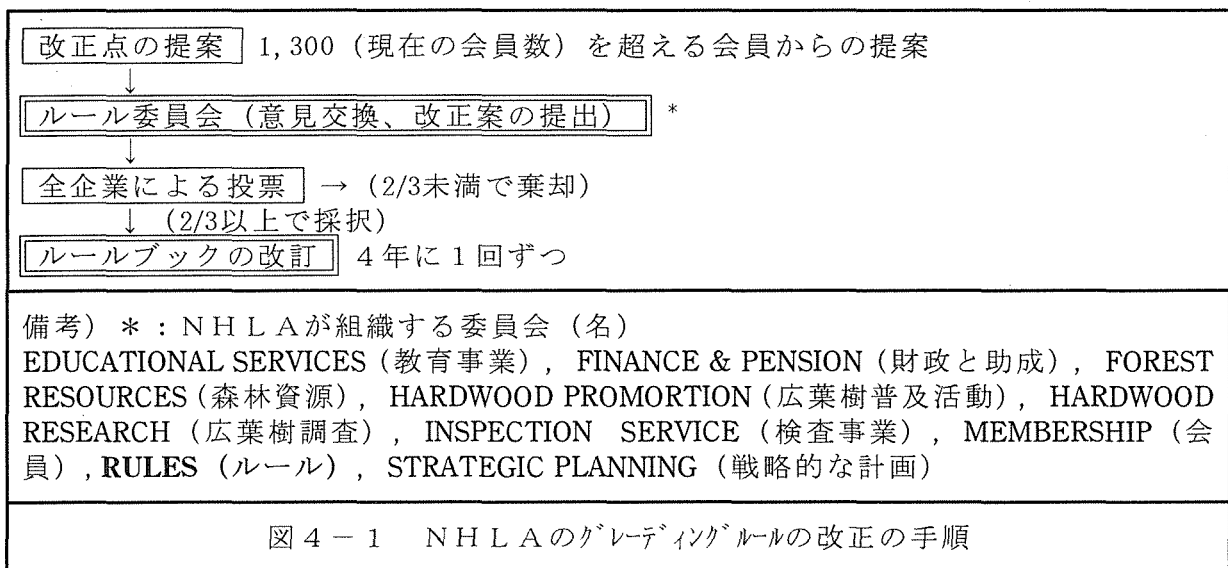 改正点の提案 1,300（現在の会員数）を超える会員からの提案
↓
ルール委員会（意見交換、改正案の提出） *
↓
全企業による投票 → （2/3未満で棄却）
↓ （2/3以上で採択）
ルールブックの改訂 4年に1回ずつ
備考）＊：ＮＨＬＡが組織する委員会（名）
EDUCATIONAL SERVICES（教育事業）, FINANCE & PENSION（財政と助成）, FOREST
RESOURCES（森林資源）, HARDWOOD PROMORTION（広葉樹普及活動）, HARDWOOD
RESEARCH（広葉樹調査）, INSPECTION SERVICE（検査事業）, MEMBERSHIP（会
員）, RULES（ルール）, STRATEGIC PLANNING（戦略的な計画）
図４－１ ＮＨＬＡのｸﾞﾚｰﾃﾞｨﾝｸﾞﾙｰﾙの改正の手順